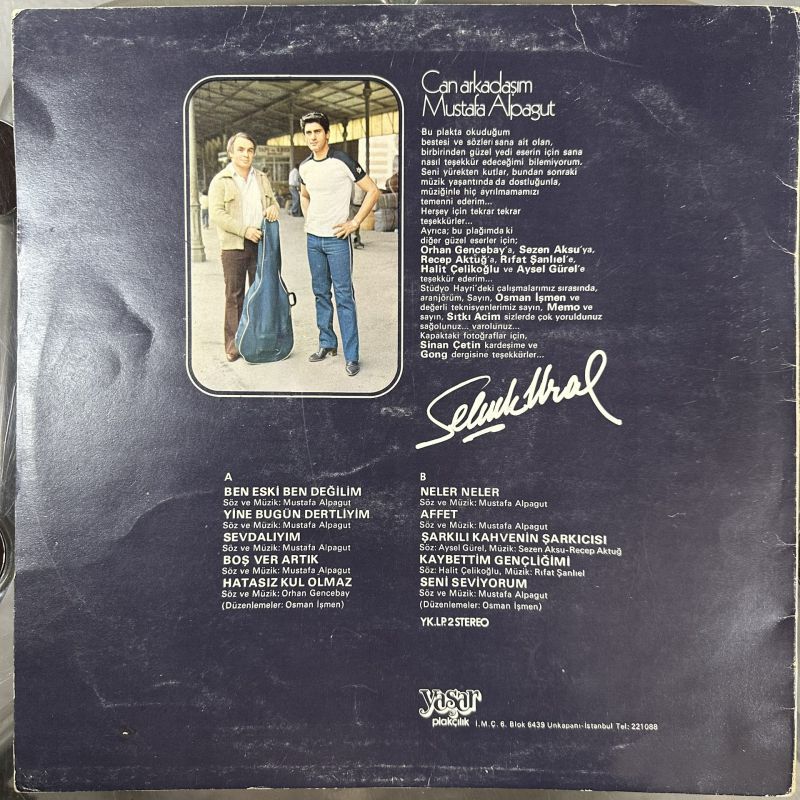 Can arkadaşım
Mustafa Alpagut
Bu plakta okuduğum
bestesi ve sözleri sana ait olan,
birbirinden güzel yedi eserin için sana
nasıl teşekkür edeceğimi bilemiyorum.
Seni yürekten kutlar, bundan sonraki
müzik yaşantında da dostluğunla,
müziğinle hiç ayrılmamamızı
temenni ederim...
Herşey için tekrar tekrar
teşekkürler...
Ayrıca; bu plağımda ki
diğer güzel eserler için;
Orhan Gencebay'a, Sezen Aksu'ya,
Recep Aktuğ'a, Rıfat Şanlıel'e,
Halit Çelikoğlu ve Aysel Gürel'e
teşekkür ederim...
Stüdyo Hayri'deki çalışmalarımız sırasında,
aranjörüm, Sayın, Osman İşmen ve
değerli teknisyenlerimiz sayın, Memo ve
sayın, Sıtkı Acim sizlerde çok yoruldunuz
sağolunuz... varolunuz...
Kapaktaki fotoğraflar için,
Sinan Çetin kardeşime ve
Gong dergisine teşekkürler...
Selçuk Ural
A
BEN ESKİ BEN DEĞİLİM
Söz ve Müzik: Mustafa Alpagut
YİNE BUGÜN DERTLİYİM
Söz ve Müzik: Mustafa Alpagut
SEVDALIYIM
Söz ve Müzik: Mustafa Alpagut
BOŞ VER ARTIK
Söz ve Müzik: Mustafa Alpagut
HATASIZ KUL OLMAZ
Söz ve Müzik: Orhan Gencebay
(Düzenlemeler: Osman İşmen)
B
NELER NELER
Söz ve Müzik: Mustafa Alpagut
AFFET
Söz ve Müzik: Mustafa Alpagut
ŞARKILI KAHVENİN ŞARKICISI
Söz: Aysel Gürel, Müzik: Sezen Aksu-Recep Aktuğ
KAYBETTİM GENÇLİĞİMİ
Söz: Halit Çelikoğlu, Müzik: Rıfat Şanlıel
SENİ SEVİYORUM
Söz ve Müzik: Mustafa Alpagut
(Düzenlemeler: Osman İşmen)
YK.LP.2 STEREO
yaşar
plakçılık
İ.M.Ç. 6. Blok 6439 Unkapanı-İstanbul Tel: 221088